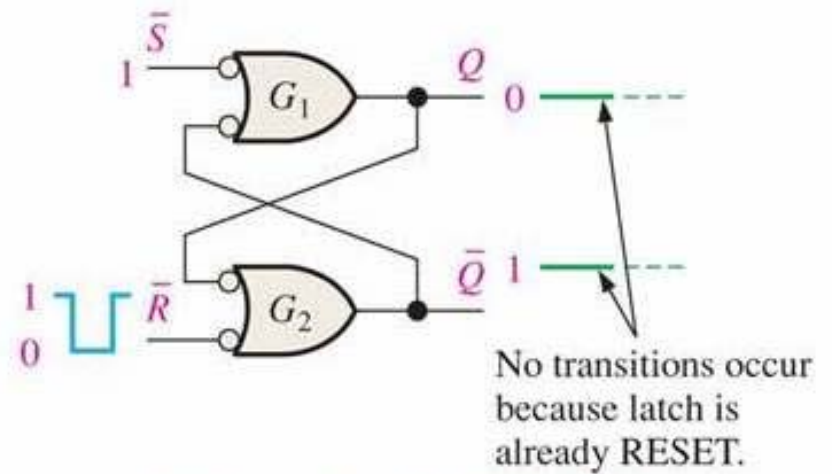 S̅
1
G₁
Q
0
Q̅ 1
1
0
R̅
G₂
No transitions occur
because latch is
already RESET.